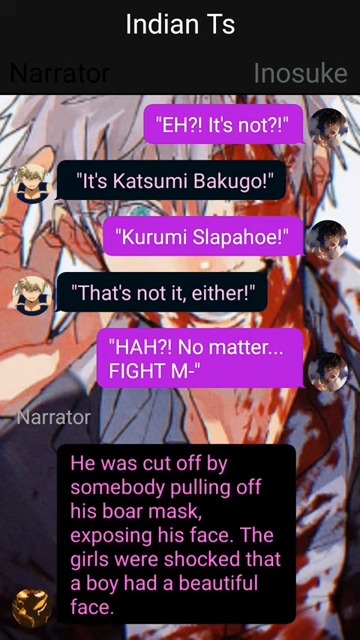 Indian Ts
Narrator
Inosuke
"EH?! It's not?!"
"It's Katsumi Bakugo!"
"Kurumi Slapahoe!"
"That's not it, either!"
"HAH?! No matter...
FIGHT M-"
Narrator
He was cut off by
somebody pulling off
his boar mask,
exposing his face. The
girls were shocked that
a boy had a beautiful
face.